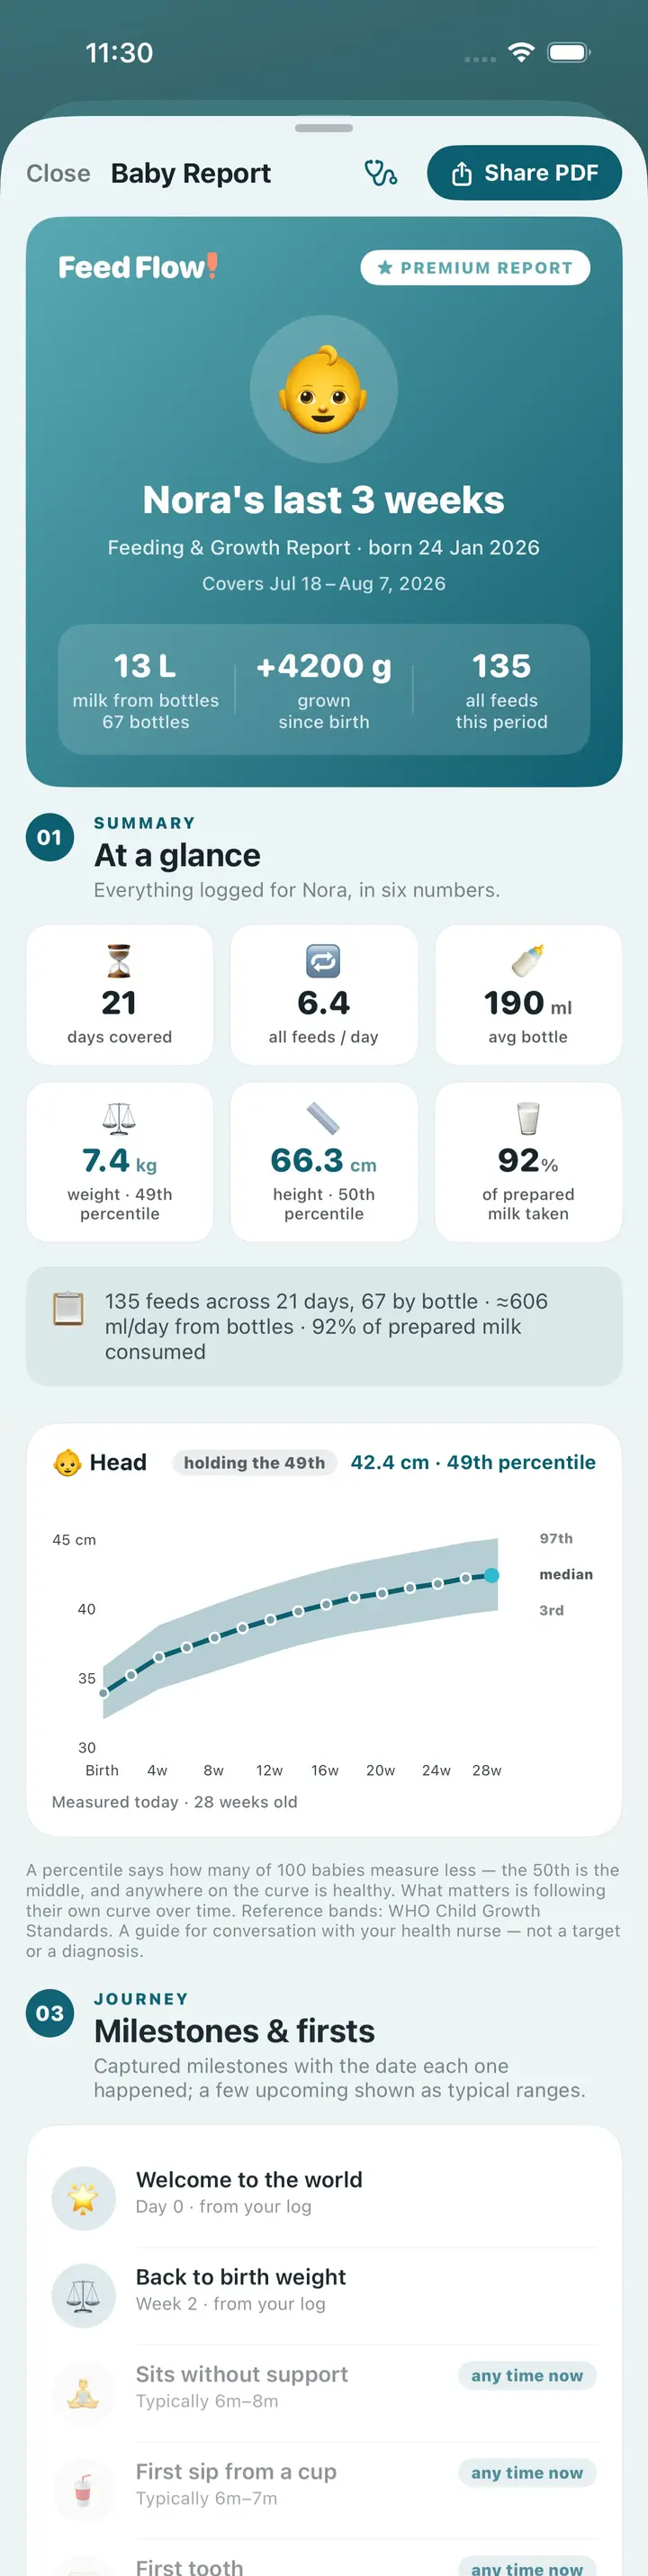 11:30
Close Baby Report Share PDF
Feed Flow!
PREMIUM REPORT
Nora's last 3 weeks
Feeding & Growth Report · born 24 Jan 2026
Covers Jul 18 – Aug 7, 2026
13 L
milk from bottles
67 bottles
+4200 g
grown
since birth
135
all feeds
this period
01
SUMMARY
At a glance
Everything logged for Nora, in six numbers.
21
days covered
6.4
all feeds / day
190 ml
avg bottle
7.4 kg
weight · 49th
percentile
66.3 cm
height · 50th
percentile
92%
of prepared
milk taken
135 feeds across 21 days, 67 by bottle · ≈606
ml/day from bottles · 92% of prepared milk
consumed
Head holding the 49th 42.4 cm · 49th percentile
45 cm
40
35
30
97th
median
3rd
Birth 4w 8w 12w 16w 20w 24w 28w
Measured today · 28 weeks old
A percentile says how many of 100 babies measure less — the 50th is the
middle, and anywhere on the curve is healthy. What matters is following
their own curve over time. Reference bands: WHO Child Growth
Standards. A guide for conversation with your health nurse — not a target
or a diagnosis.
03
JOURNEY
Milestones & firsts
Captured milestones with the date each one
happened; a few upcoming shown as typical ranges.
Welcome to the world
Day 0 · from your log
Back to birth weight
Week 2 · from your log
Sits without support
any time now
Typically 6m–8m
First sip from a cup
any time now
Typically 6m–7m
First tooth
any time now